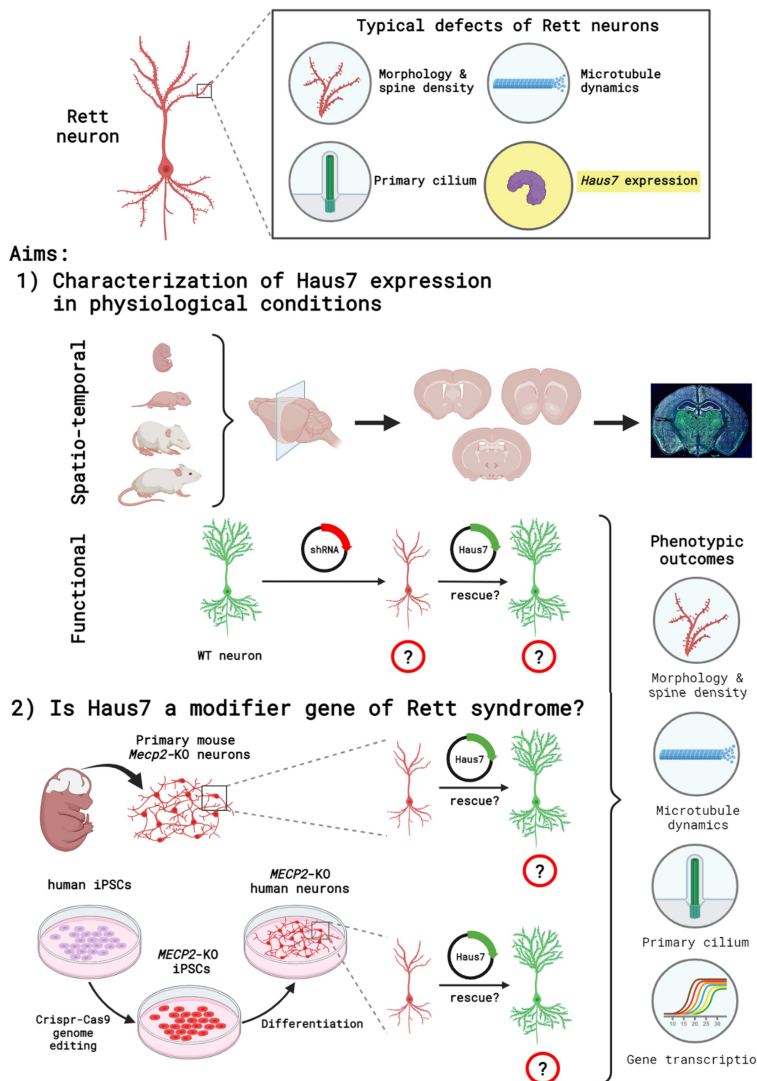 Typical defects of Rett neurons
Rett
neuron
Morphology &
spine density
Microtubule
dynamics
Primary cilium
Haus7 expression
Aims:
1) Characterization of Haus7 expression
in physiological conditions
Spatio-temporal
Functional
shRNA
Haus7
rescue?
WT neuron
?
?
Phenotypic
outcomes
Morphology &
spine density
Microtubule
dynamics
Primary cilium
10 15 20 25 30
Gene transcriptio
2) Is Haus7 a modifier gene of Rett syndrome?
Primary mouse
Mecp2-KO neurons
Haus7
rescue?
?
human iPSCs
MECP2-KO
human neurons
MECP2-KO
iPSCs
Crispr-Cas9
genome
editing
Differentiation
Haus7
rescue?
?